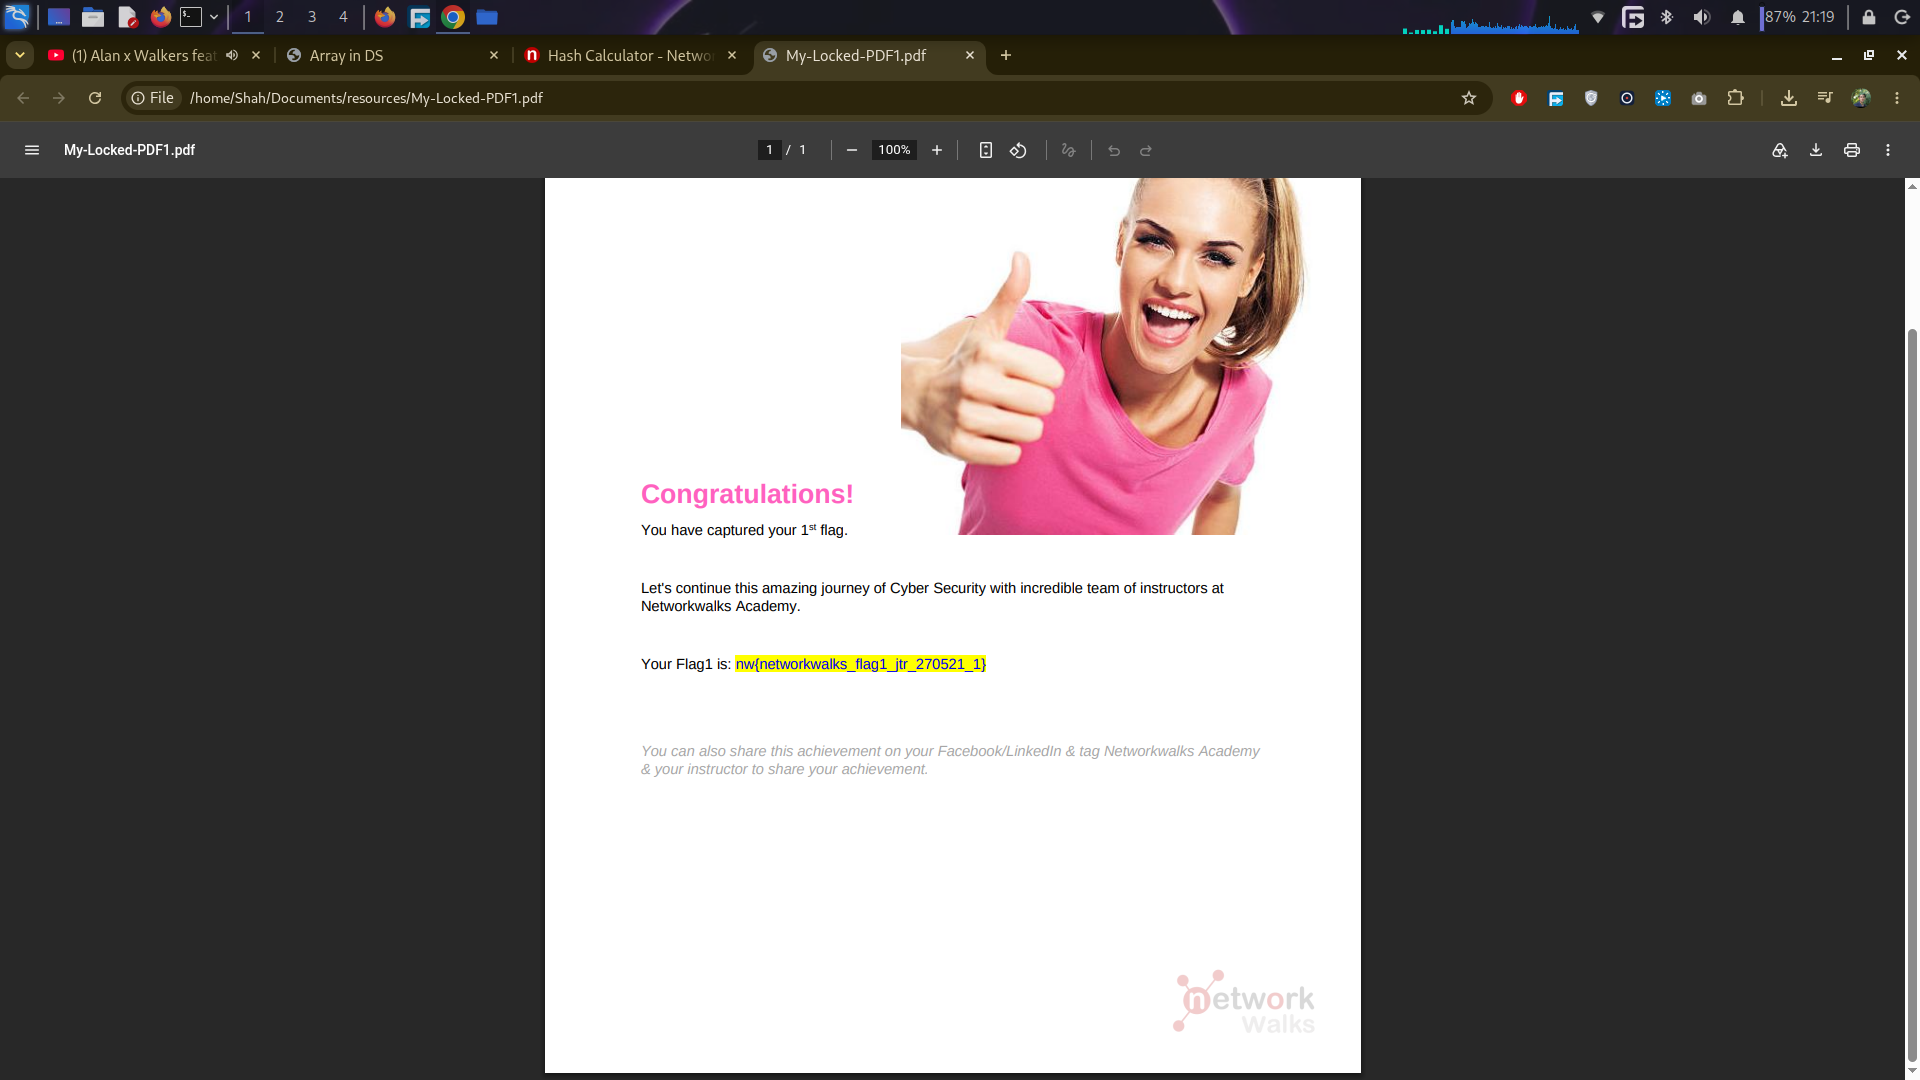 1 2 3 4 87% 21:19
(1) Alan x Walkers feat Array in DS Hash Calculator - Netwo My-Locked-PDF1.pdf
File /home/Shah/Documents/resources/My-Locked-PDF1.pdf
My-Locked-PDF1.pdf 1 / 1 100%
Congratulations!
You have captured your 1st flag.
Let's continue this amazing journey of Cyber Security with incredible team of instructors at
Networkwalks Academy.
Your Flag1 is: nw{networkwalks_flag1_jtr_270521_1}
You can also share this achievement on your Facebook/LinkedIn & tag Networkwalks Academy
& your instructor to share your achievement.
network
Walks